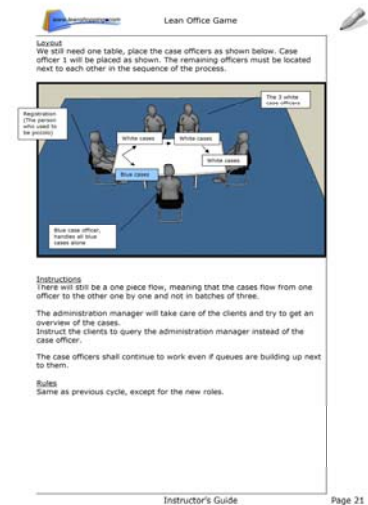 www.leanshopping.com
Lean Office Game
Layout
We still need one table, place the case officers as shown below. Case
officer 1 will be placed as shown. The remaining officers must be located
next to each other in the sequence of the process.
The 3 white
case officers
Registration
(The person
who used to
be piccolo)
White cases
White cases
White cases
Blue cases
Blue case officer,
handles all blue
cases alone
Instructions
There will still be a one piece flow, meaning that the cases flow from one
officer to the other one by one and not in batches of three.
The administration manager will take care of the clients and try to get an
overview of the cases.
Instruct the clients to query the administration manager instead of the
case officer.
The case officers shall continue to work even if queues are building up next
to them.
Rules
Same as previous cycle, except for the new roles.
Instructor's Guide
Page 21